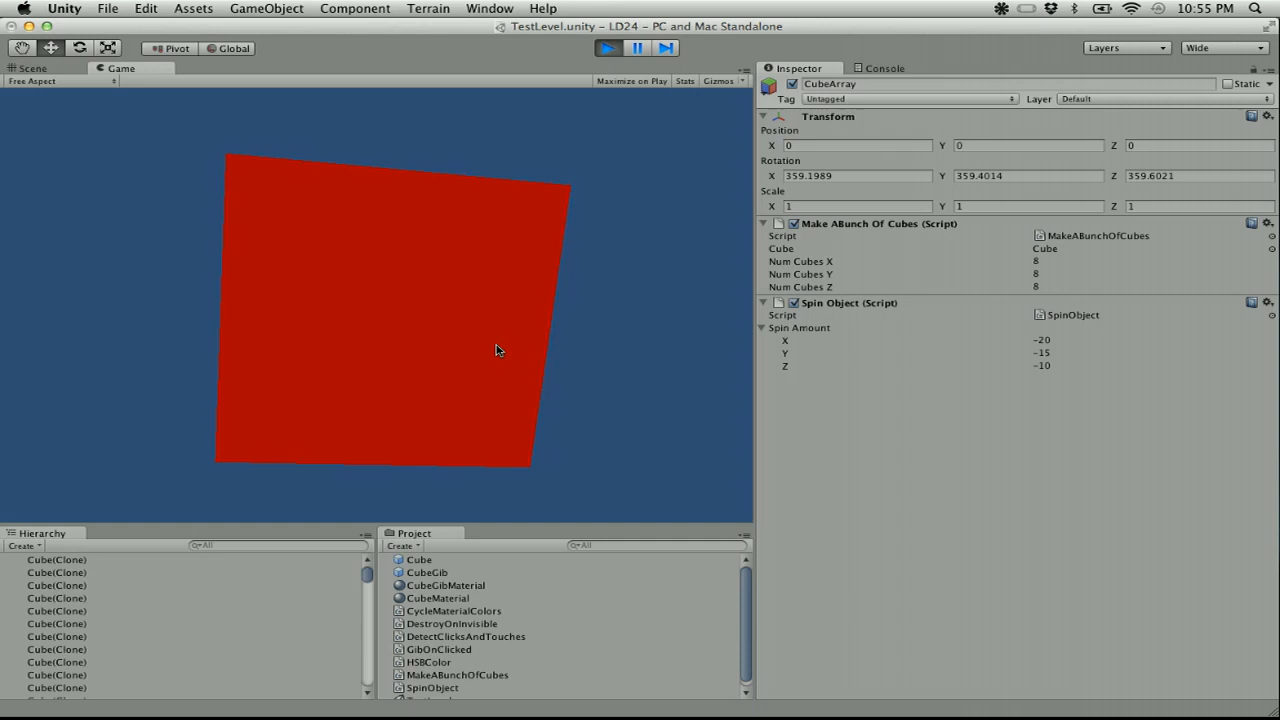 Unity File Edit Assets GameObject Component Terrain Window Help 10:55 PM
TestLevel.unity - LD24 - PC and Mac Standalone
Pivot Global Layers Wide
Scene Game
Free Aspect Maximize on Play Stats Gizmos
Inspector Console
CubeArray Static
Tag Untagged Layer Default
Transform
Position
X 0 Y 0 Z 0
Rotation
X 359.1989 Y 359.4014 Z 359.6021
Scale
X 1 Y 1 Z 1
Make ABunch Of Cubes (Script)
Script MakeABunchOfCubes
Cube Cube
Num Cubes X 8
Num Cubes Y 8
Num Cubes Z 8
Spin Object (Script)
Script SpinObject
Spin Amount
X -20
Y -15
Z -10
Hierarchy
Create All
Cube(Clone)
Cube(Clone)
Cube(Clone)
Cube(Clone)
Cube(Clone)
Cube(Clone)
Cube(Clone)
Cube(Clone)
Cube(Clone)
Cube(Clone)
Cube(Clone)
Project
Create All
Cube
CubeGib
CubeGibMaterial
CubeMaterial
CycleMaterialColors
DestroyOnInvisible
DetectClicksAndTouches
GibOnClicked
HSBColor
MakeABunchOfCubes
SpinObject